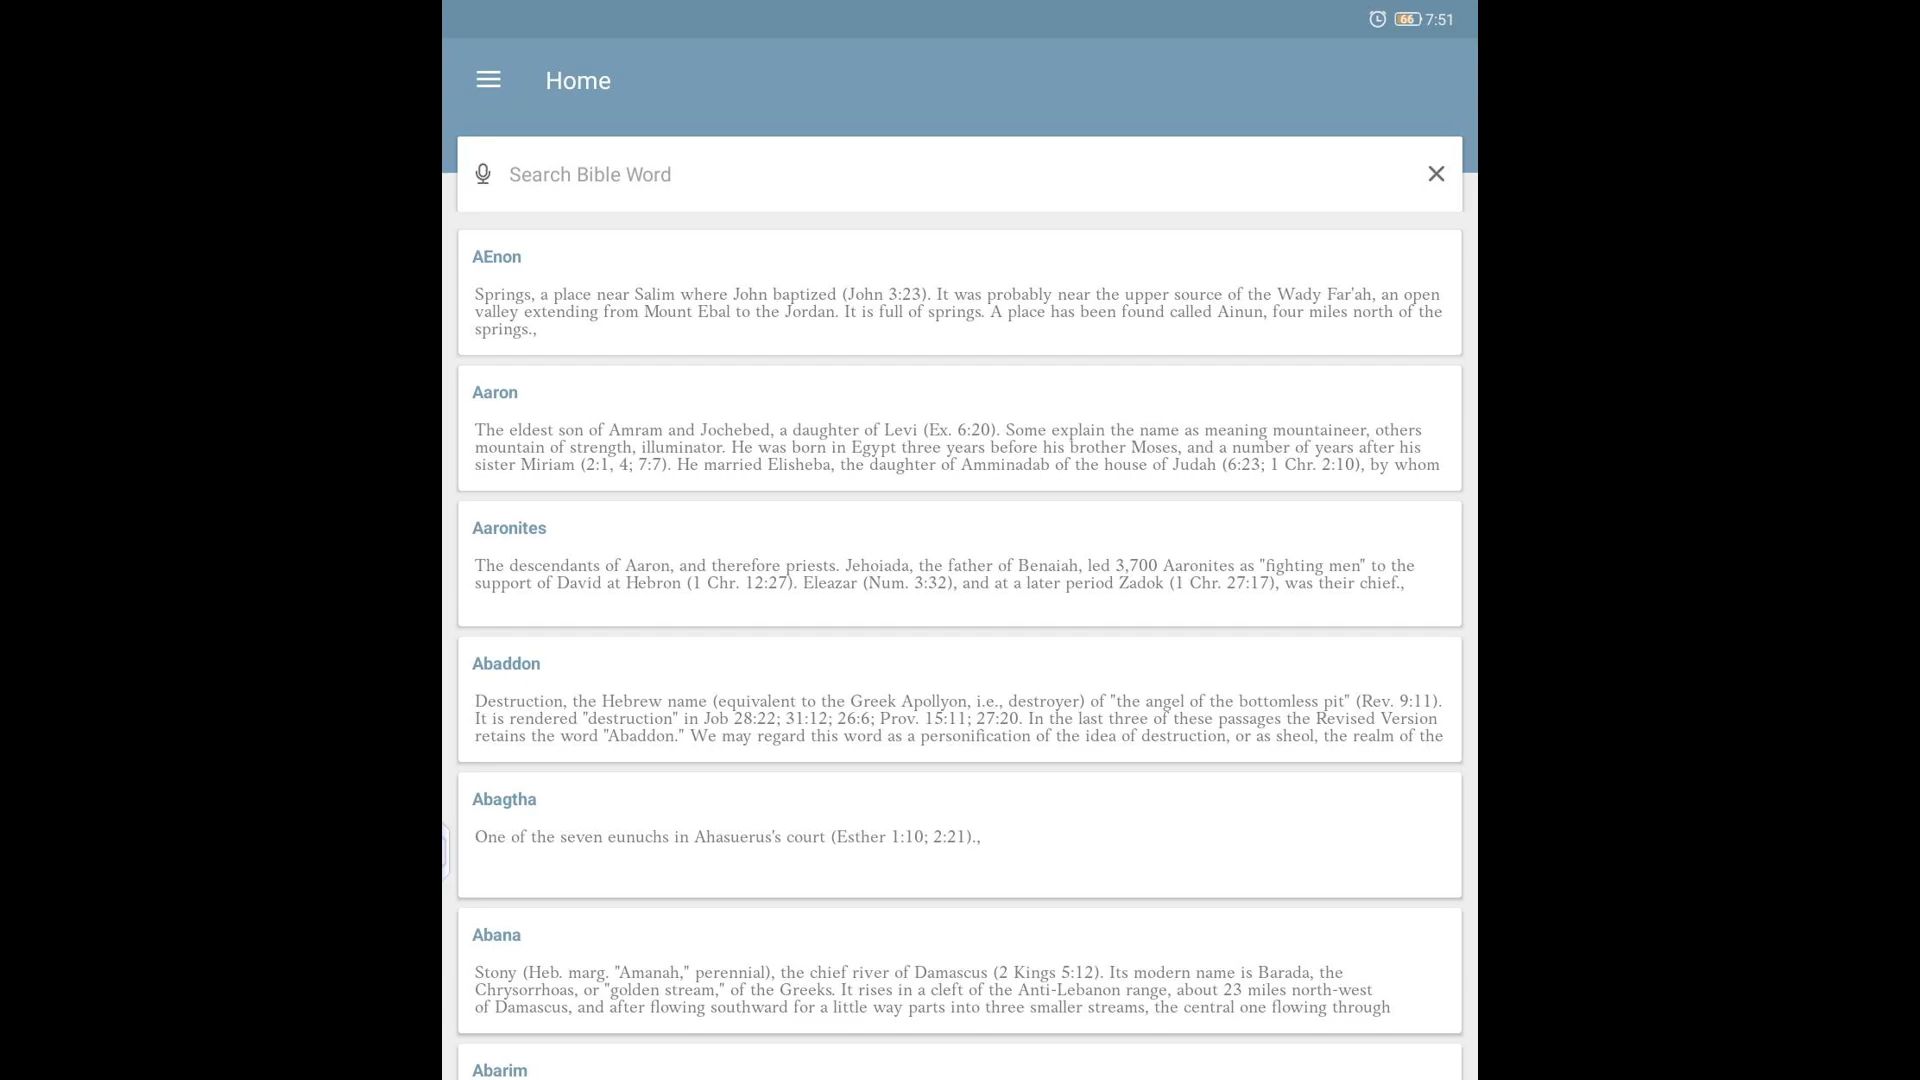 66 7:51
Home
Search Bible Word
AEnon
Springs, a place near Salim where John baptized (John 3:23). It was probably near the upper source of the Wady Far'ah, an open
valley extending from Mount Ebal to the Jordan. It is full of springs. A place has been found called Ainun, four miles north of the
springs.,
Aaron
The eldest son of Amram and Jochebed, a daughter of Levi (Ex. 6:20). Some explain the name as meaning mountaineer, others
mountain of strength, illuminator. He was born in Egypt three years before his brother Moses, and a number of years after his
sister Miriam (2:1, 4; 7:7). He married Elisheba, the daughter of Amminadab of the house of Judah (6:23; 1 Chr. 2:10), by whom
Aaronites
The descendants of Aaron, and therefore priests. Jehoiada, the father of Benaiah, led 3,700 Aaronites as "fighting men" to the
support of David at Hebron (1 Chr. 12:27). Eleazar (Num. 3:32), and at a later period Zadok (1 Chr. 27:17), was their chief.,
Abaddon
Destruction, the Hebrew name (equivalent to the Greek Apollyon, i.e., destroyer) of "the angel of the bottomless pit" (Rev. 9:11).
It is rendered "destruction" in Job 28:22; 31:12; 26:6; Prov. 15:11; 27:20. In the last three of these passages the Revised Version
retains the word "Abaddon." We may regard this word as a personification of the idea of destruction, or as sheol, the realm of the
Abagtha
One of the seven eunuchs in Ahasuerus's court (Esther 1:10; 2:21).,
Abana
Stony (Heb. marg. "Amanah," perennial), the chief river of Damascus (2 Kings 5:12). Its modern name is Barada, the
Chrysorrhoas, or "golden stream," of the Greeks. It rises in a cleft of the Anti-Lebanon range, about 23 miles north-west
of Damascus, and after flowing southward for a little way parts into three smaller streams, the central one flowing through
Abarim